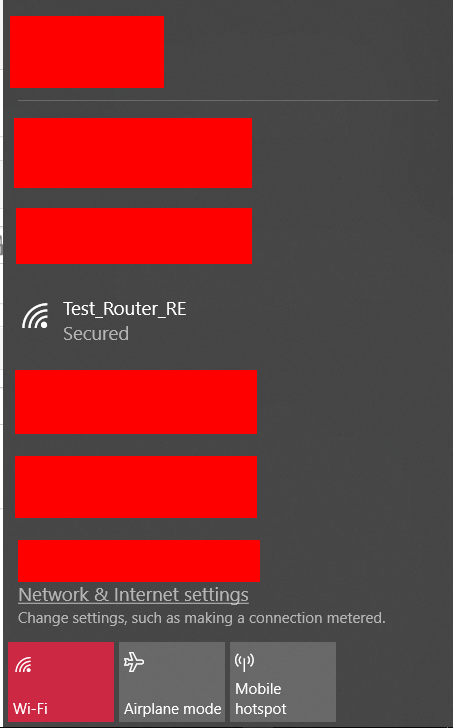 Test_Router_RE
Secured
Network & Internet settings
Change settings, such as making a connection metered.
Wi-Fi
Airplane mode
Mobile
hotspot